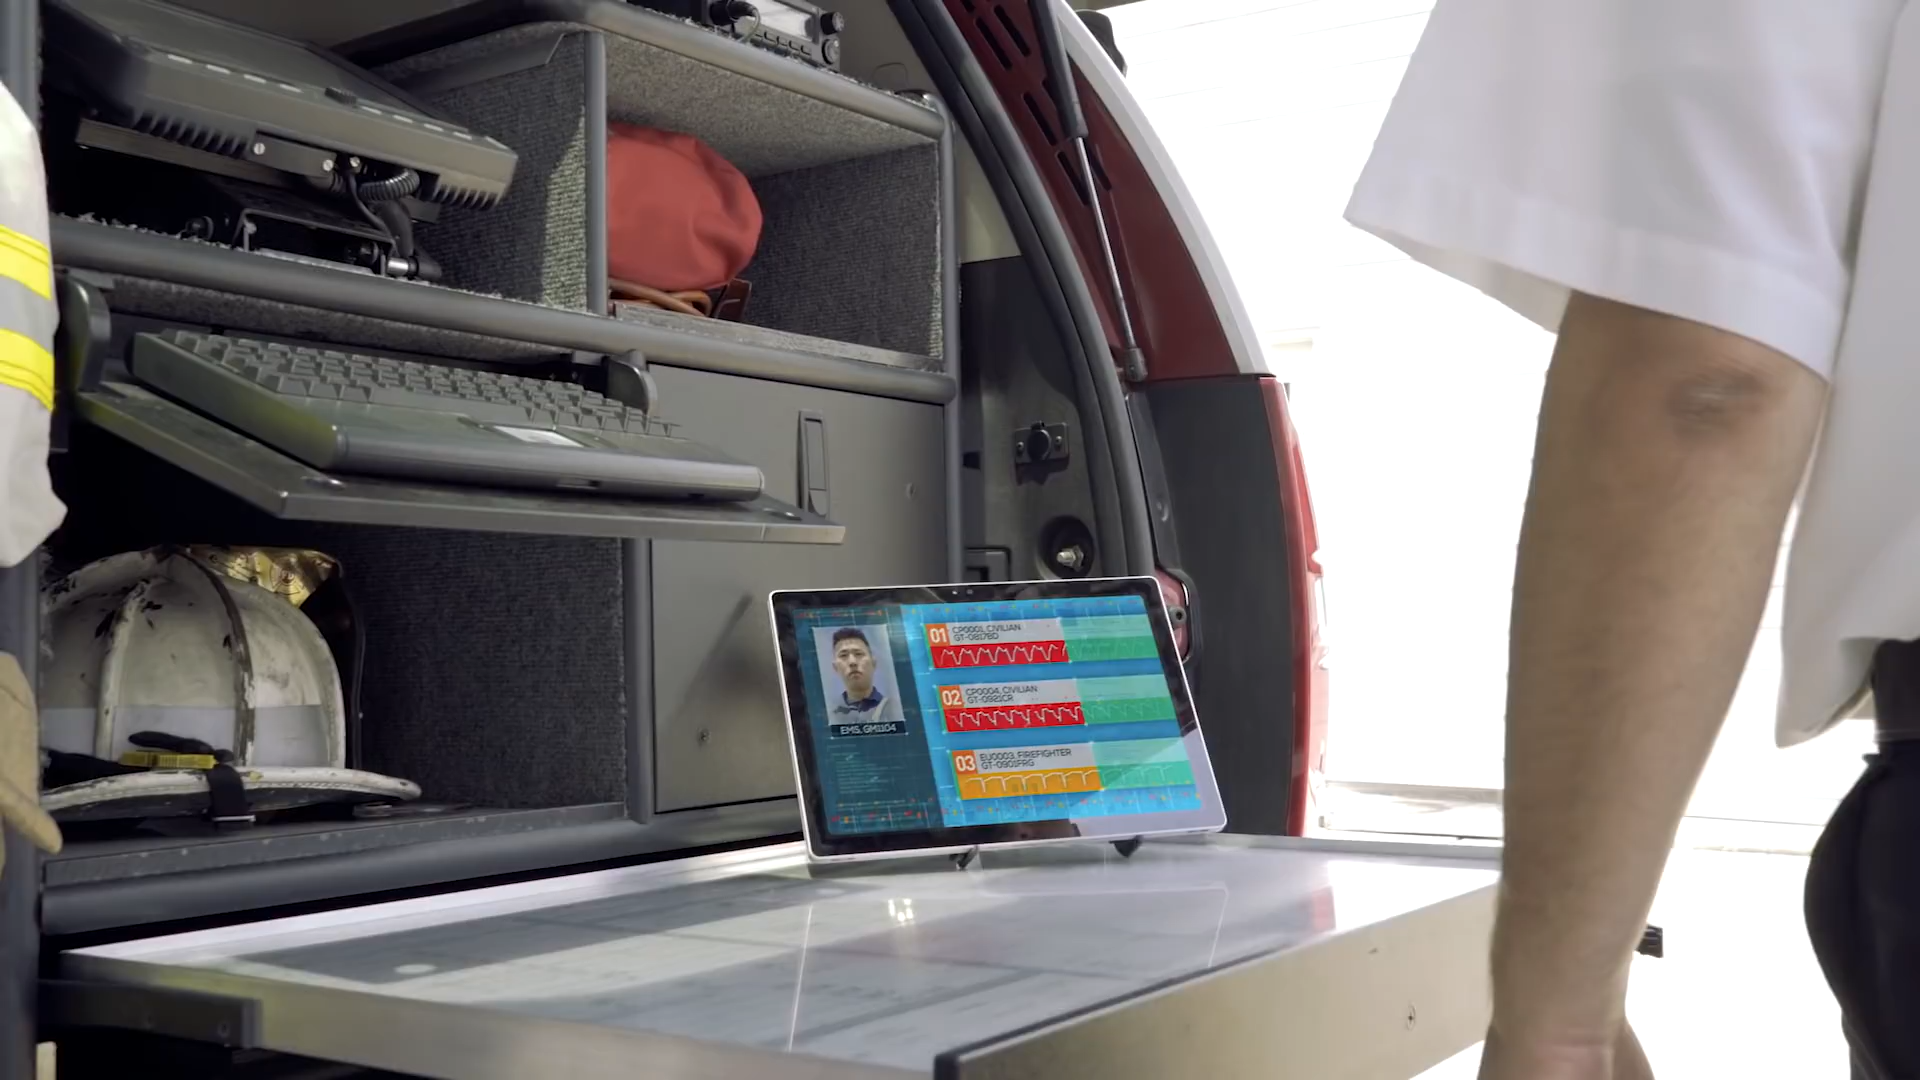 01
CP0001, CIVILIAN
GT-0817BD
02
CP0004, CIVILIAN
GT-0921CR
03
EU0003, FIREFIGHTER
GT-0901FRG
EMS, GM1104